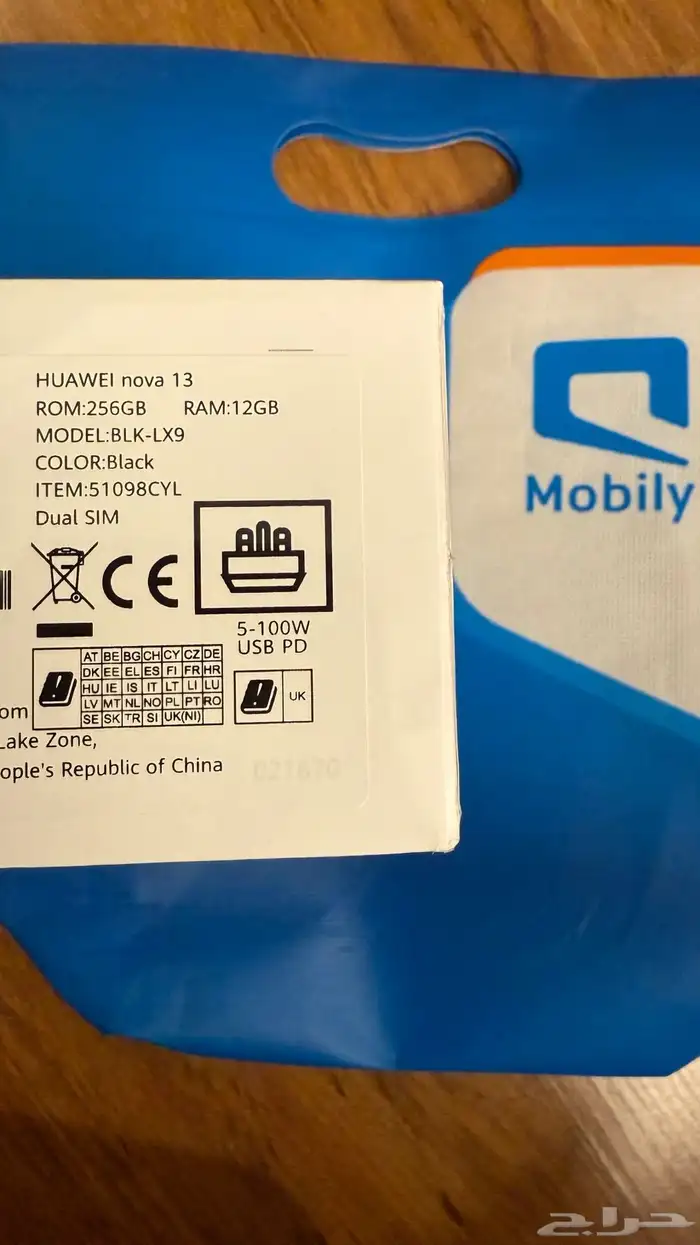 HUAWEI nova 13
ROM:256GB RAM:12GB
MODEL:BLK-LX9
COLOR:Black
ITEM:51098CYL
Dual SIM
CE
5-100W
USB PD
AT BE BG CH CY CZ DE
DK EE EL ES FI FR HR
HU IE IS IT LT LI LU
LV MT NL NO PL PT RO
SE SK TR SI UK(NI)
UK
om
Lake Zone,
ople's Republic of China
Mobily
حراج